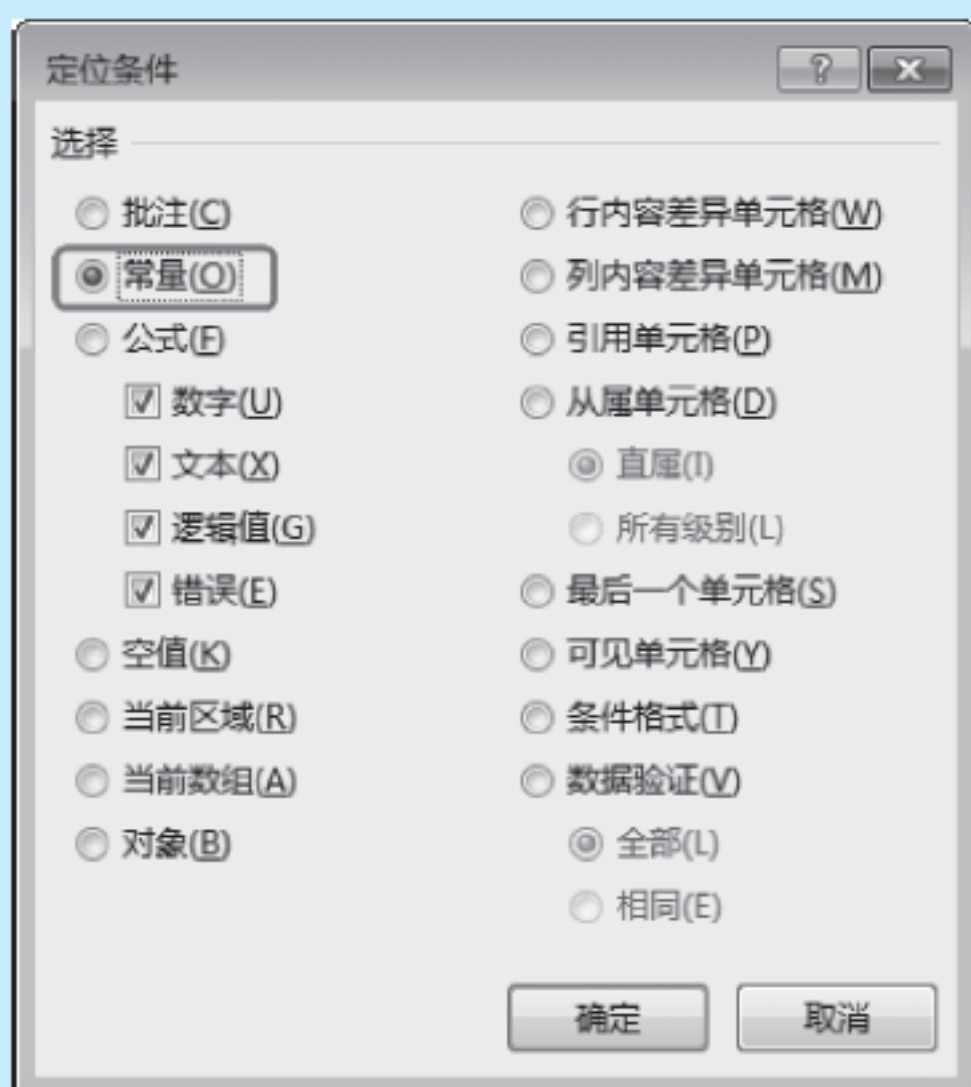 定位条件
选择
批注(C)
常量(O)
公式(F)
数字(U)
文本(X)
逻辑值(G)
错误(E)
空值(K)
当前区域(R)
当前数组(A)
对象(B)
行内容差异单元格(W)
列内容差异单元格(M)
引用单元格(P)
从属单元格(D)
直属(I)
所有级别(L)
最后一个单元格(S)
可见单元格(Y)
条件格式(T)
数据验证(V)
全部(L)
相同(E)
确定
取消